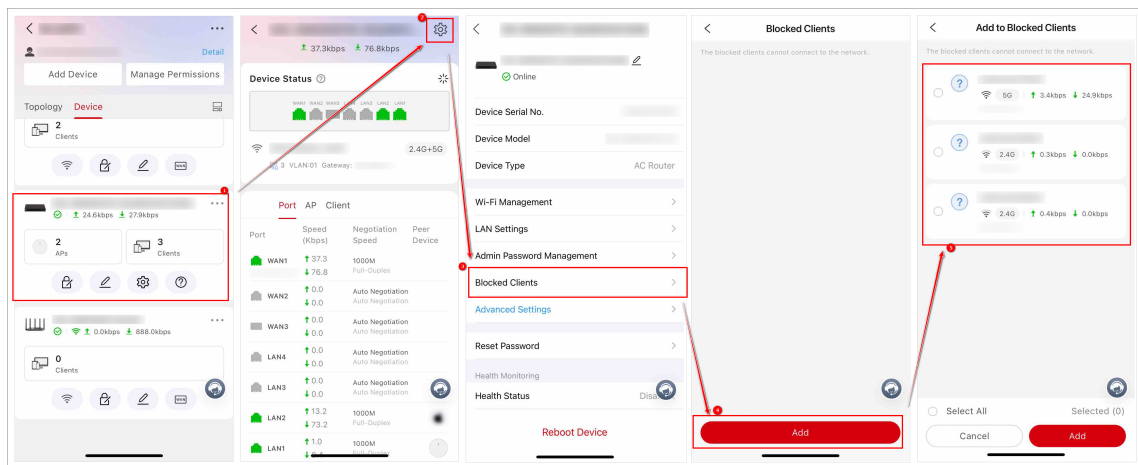 Detail
Add Device
Manage Permissions
Topology
Device
2
Clients
WAN
1
24.6kbps
27.9kbps
2
APs
3
Clients
0.0kbps
888.0kbps
0
Clients
WAN
2
37.3kbps
76.8kbps
Device Status
WAN1 WAN2 WAN3 LAN4 LAN3 LAN2 LAN1
2.4G+5G
3 VLAN:01 Gateway:
Port AP Client
Port
Speed (Kbps)
Negotiation Speed
Peer Device
WAN1
37.3
1000M
76.8
Full-Duplex
WAN2
0.0
Auto Negotiation
0.0
Auto Negotiation
WAN3
0.0
Auto Negotiation
0.0
Auto Negotiation
LAN4
0.0
Auto Negotiation
0.0
Auto Negotiation
LAN3
0.0
Auto Negotiation
0.0
Auto Negotiation
LAN2
13.2
1000M
73.2
Full-Duplex
LAN1
1.0
1000M
Online
Device Serial No.
Device Model
Device Type
AC Router
Wi-Fi Management
LAN Settings
Admin Password Management
3
Blocked Clients
Advanced Settings
Reset Password
Health Monitoring
Health Status
Reboot Device
Blocked Clients
The blocked clients cannot connect to the network.
4
Add
Add to Blocked Clients
The blocked clients cannot connect to the network.
5G
3.4kbps
24.9kbps
2.4G
0.3kbps
0.0kbps
2.4G
0.4kbps
0.0kbps
5
Select All
Selected (0)
Cancel
Add